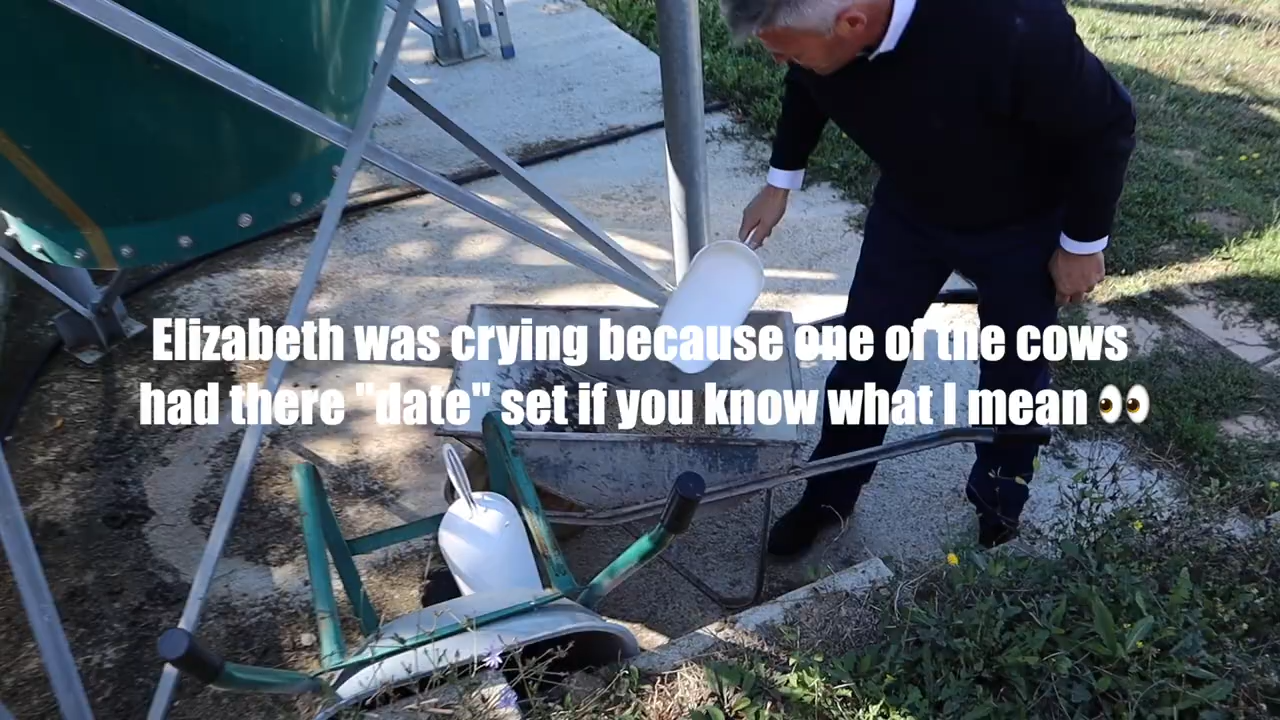 Elizabeth was crying because one of the cows
had there "date" set if you know what I mean 👀